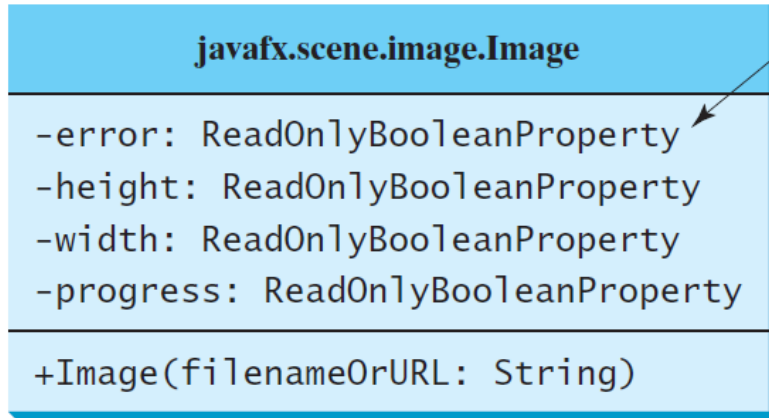 javafx.scene.image.Image
-error: ReadOnlyBooleanProperty
-height: ReadOnlyBooleanProperty
-width: ReadOnlyBooleanProperty
-progress: ReadOnlyBooleanProperty
+Image(filenameOrURL: String)